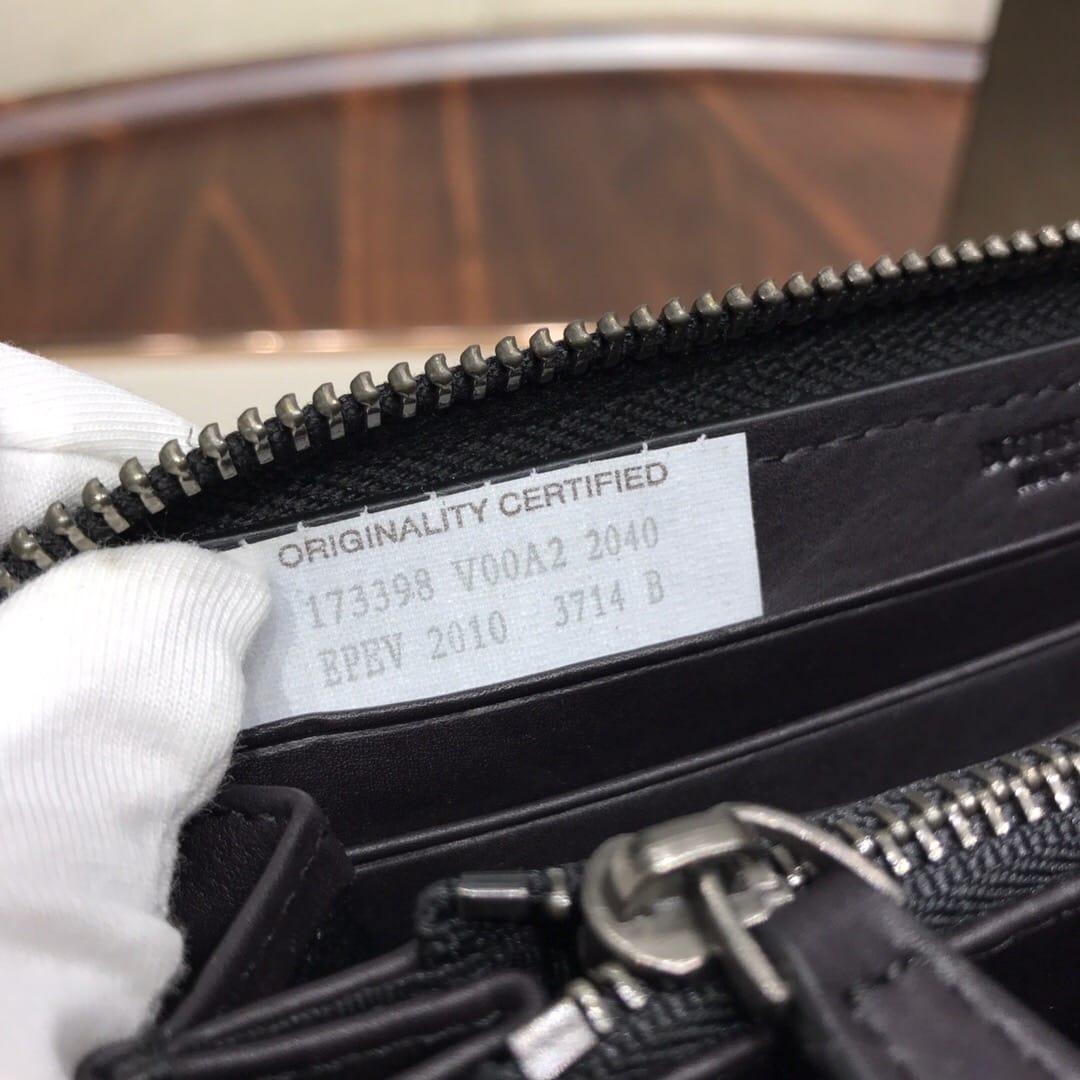 ORIGINALITY CERTIFIED
173398 V00A2 2040
EPEV 2010 3714 B